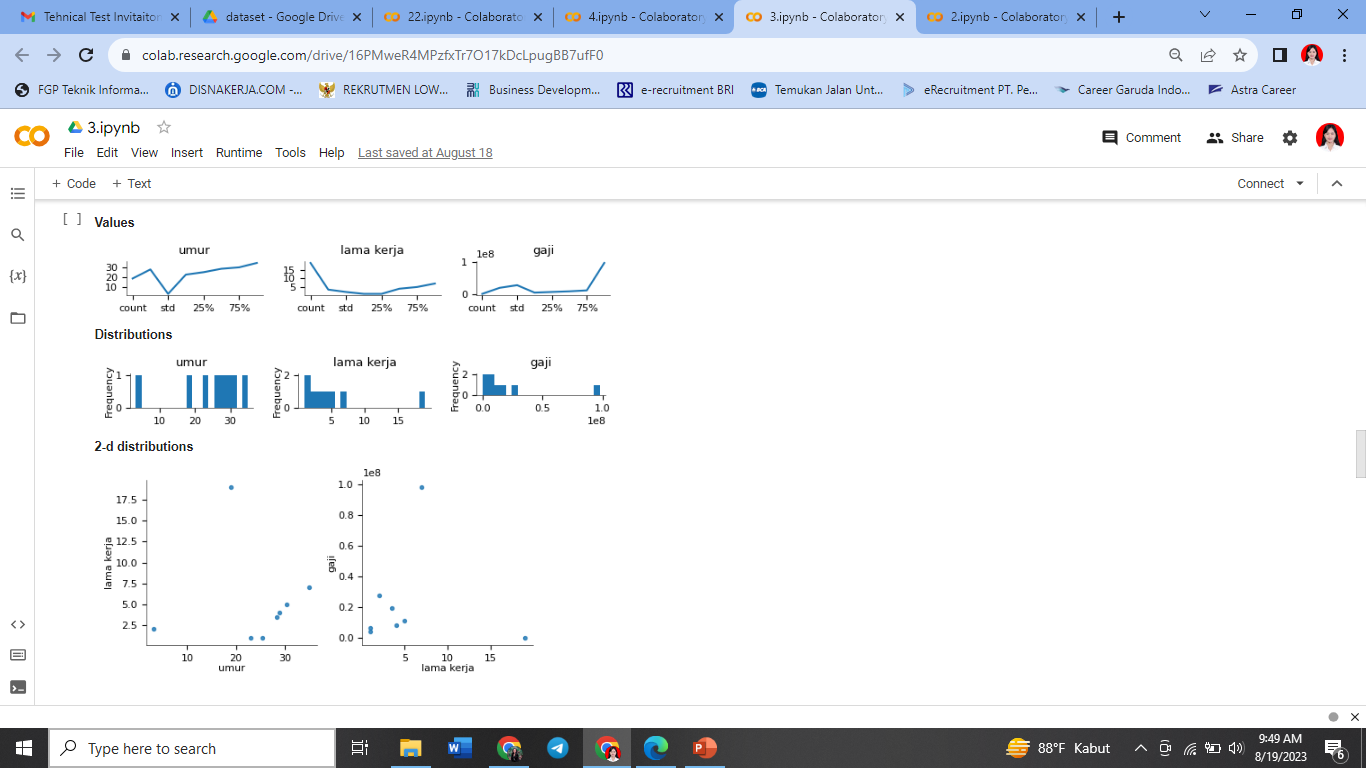 Tehnical Test Invitaiton
dataset - Google Drive
22.ipynb - Colaborato
4.ipynb - Colaboratory
3.ipynb - Colaboratory
2.ipynb - Colaboratory
colab.research.google.com/drive/16PMweR4MPzfxTr7O17kDcLpugBB7ufF0
FGP Teknik Informa...
DISNAKERJA.COM -...
REKRUTMEN LOW...
Business Developm...
e-recruitment BRI
Temukan Jalan Unt...
eRecruitment PT. Pe...
Career Garuda Indo...
Astra Career
3.ipynb
Comment
Share
File Edit View Insert Runtime Tools Help Last saved at August 18
+ Code + Text
Connect
[ ] Values
umur
30
20
10
count std 25% 75%
lama kerja
15
10
5
count std 25% 75%
gaji
1e8
1
0
count std 25% 75%
Distributions
umur
Frequency
1
0
10 20 30
lama kerja
Frequency
2
0
5 10 15
gaji
Frequency
2
0
0.0 0.5 1.0
1e8
2-d distributions
lama kerja
17.5
15.0
12.5
10.0
7.5
5.0
2.5
10 20 30
umur
1e8
gaji
1.0
0.8
0.6
0.4
0.2
0.0
5 10 15
lama kerja
{x}
Type here to search
88°F Kabut
9:49 AM
8/19/2023
6